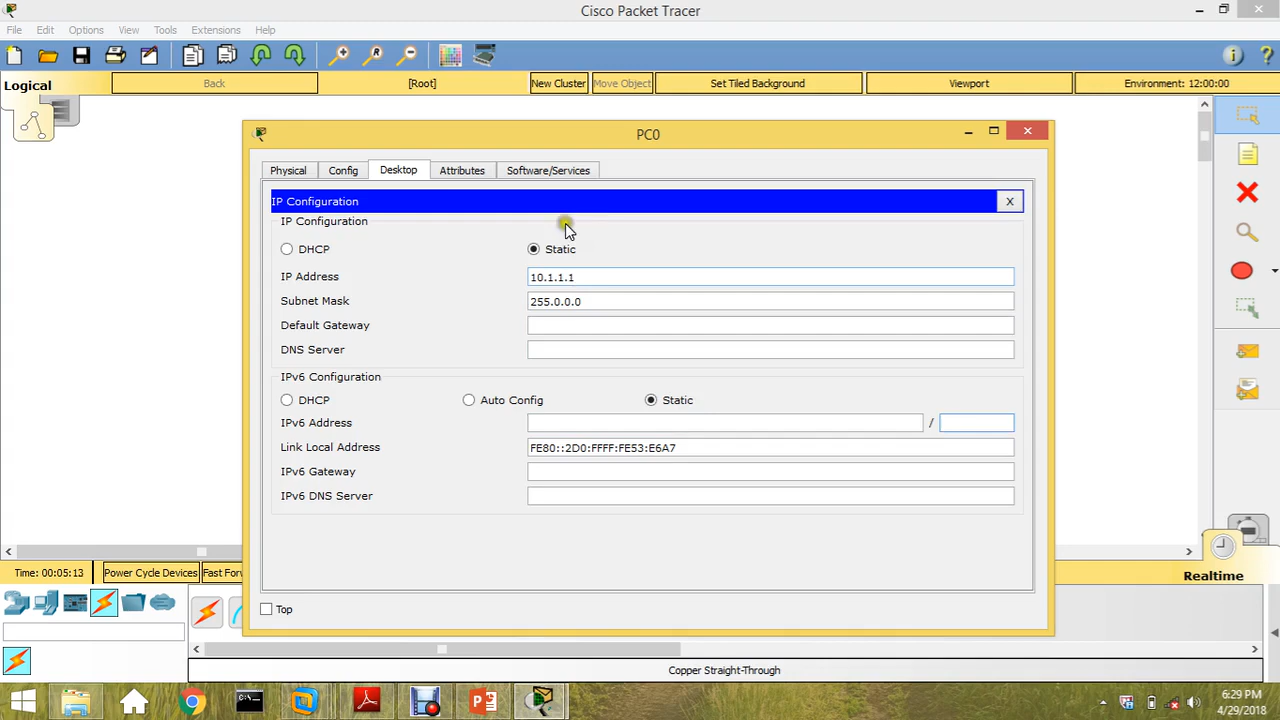 Cisco Packet Tracer
File Edit Options View Tools Extensions Help
Logical Back [Root] New Cluster Move Object Set Tiled Background Viewport Environment: 12:00:00
PC0
Physical Config Desktop Attributes Software/Services
IP Configuration X
IP Configuration
DHCP Static
IP Address 10.1.1.1
Subnet Mask 255.0.0.0
Default Gateway
DNS Server
IPv6 Configuration
DHCP Auto Config Static
IPv6 Address /
Link Local Address FE80::2D0:FFFF:FE53:E6A7
IPv6 Gateway
IPv6 DNS Server
Time: 00:05:13 Power Cycle Devices Fast For
Realtime
Top
Copper Straight-Through
6:29 PM
4/29/2018